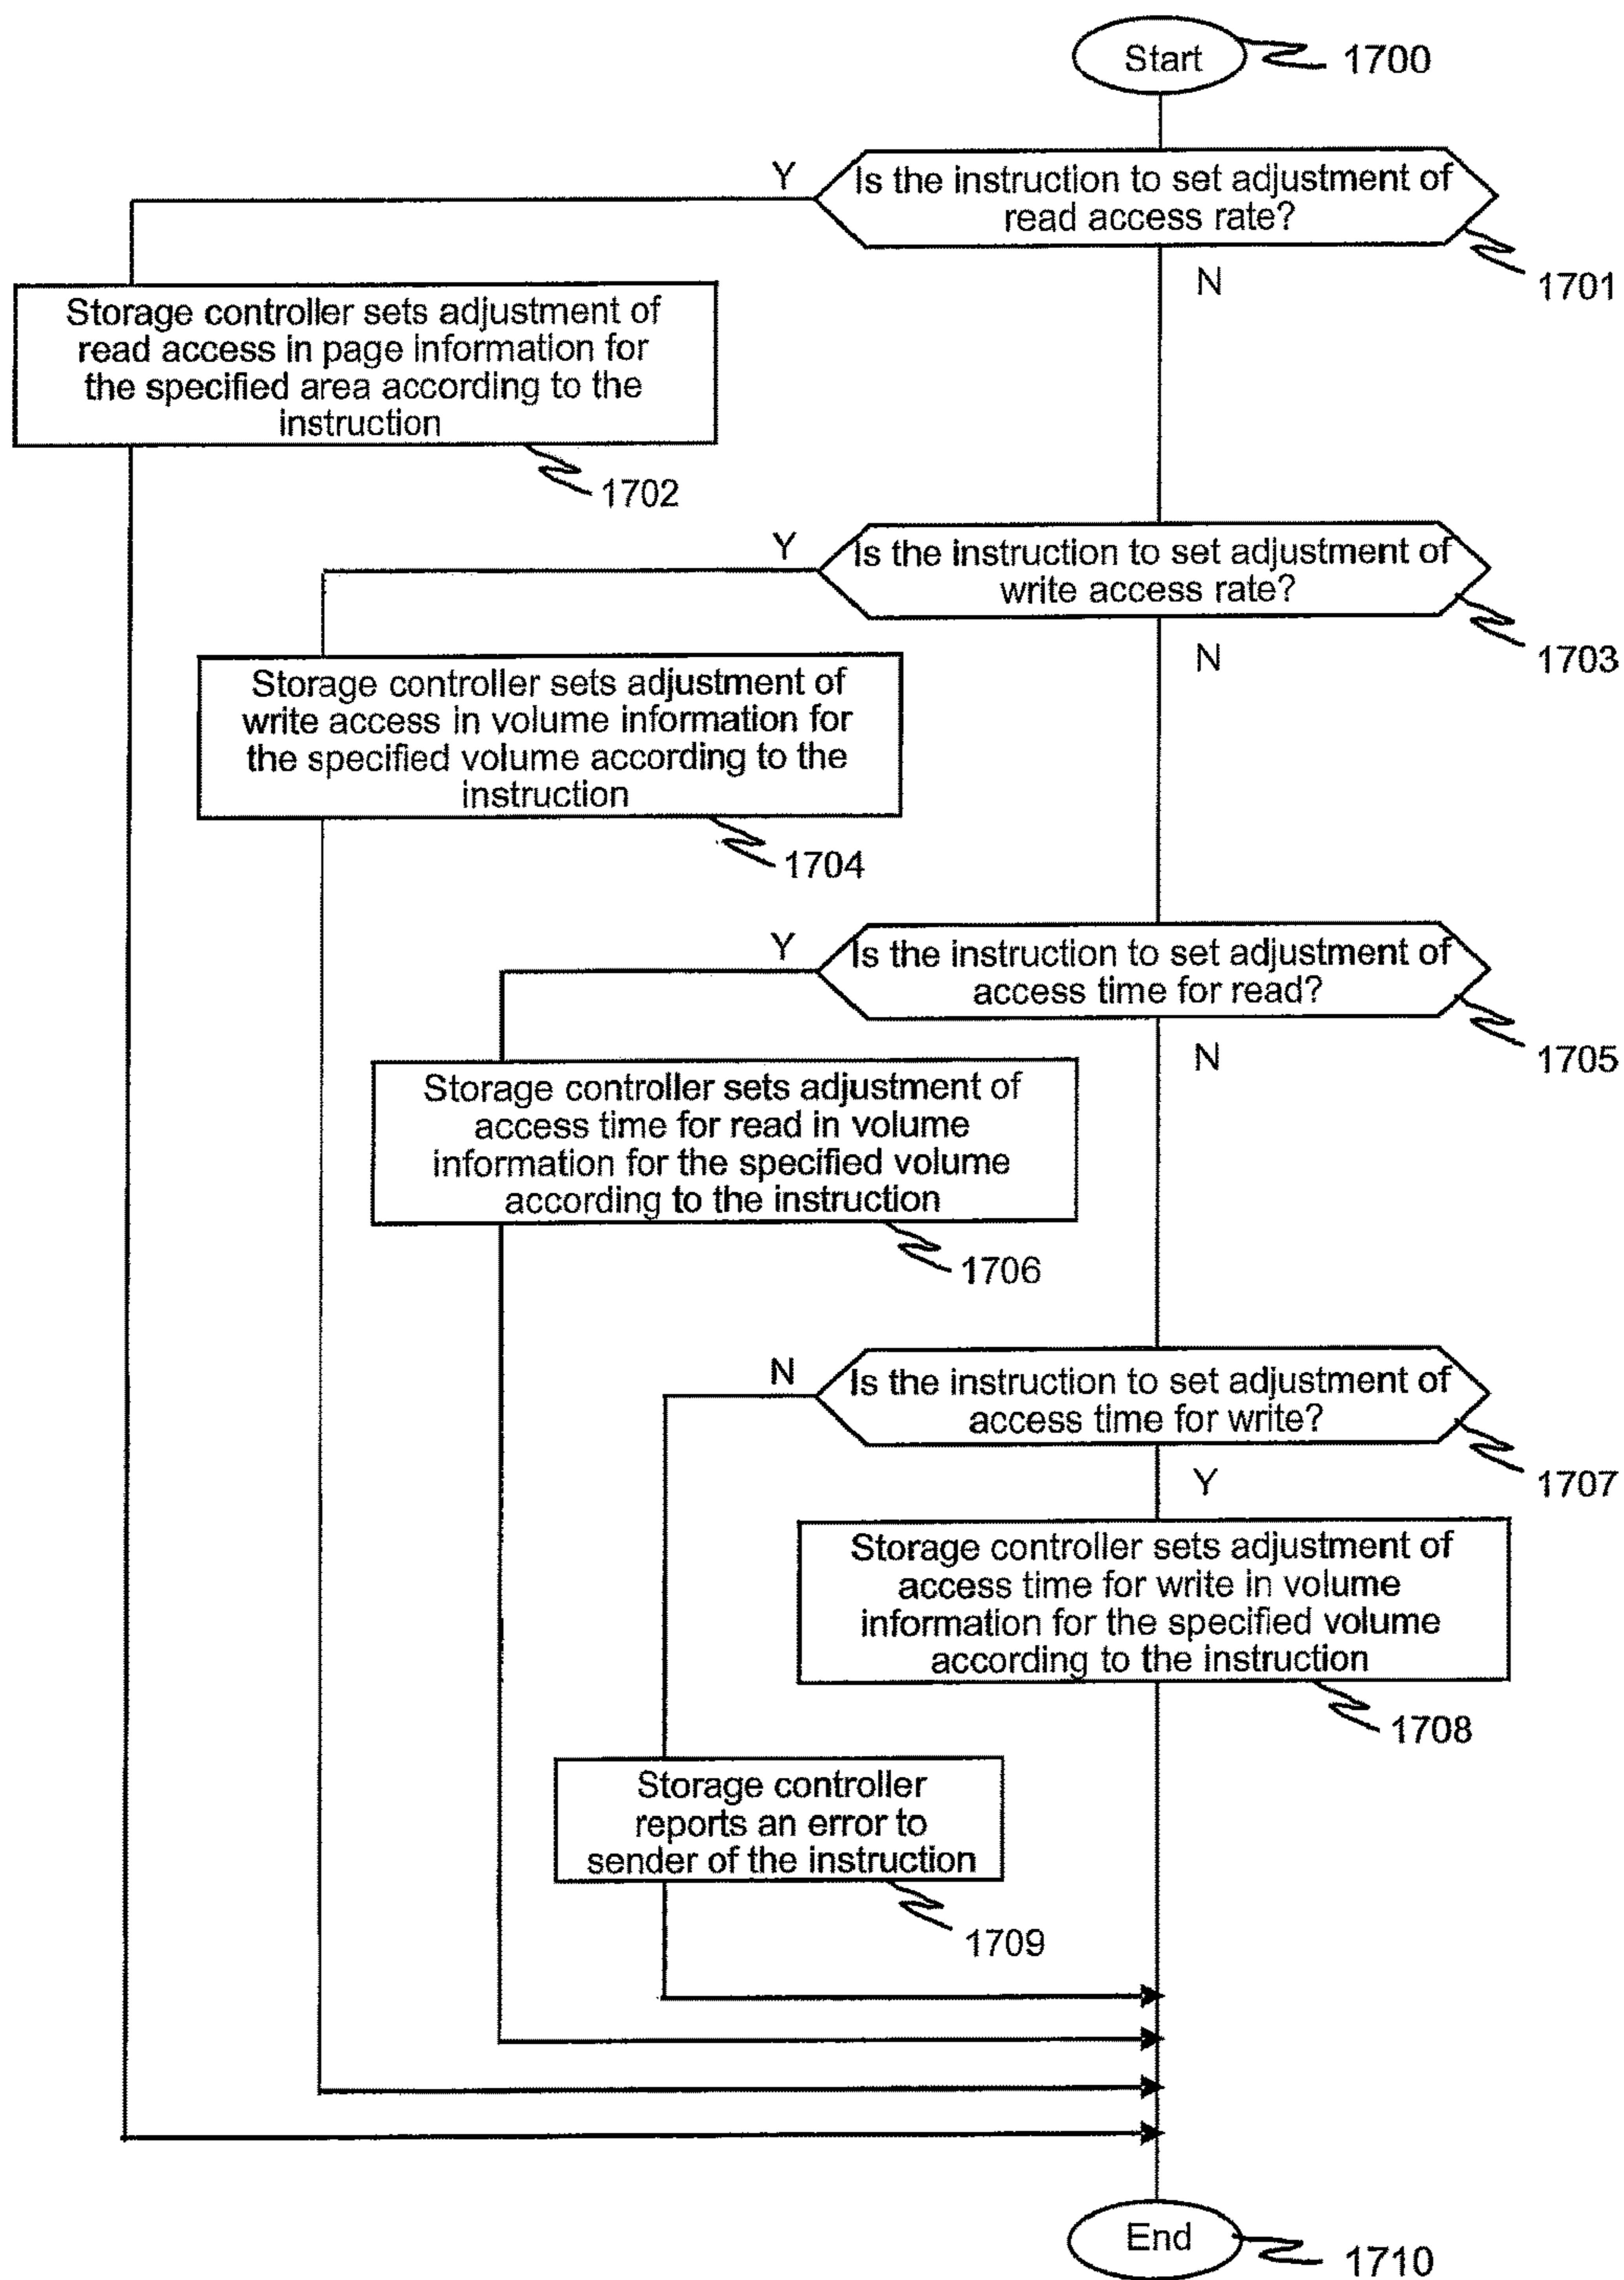 Start
1700
Y
Is the instruction to set adjustment of
read access rate?
N
1701
Storage controller sets adjustment of
read access in page information for
the specified area according to the
instruction
1702
Y
Is the instruction to set adjustment of
write access rate?
N
1703
Storage controller sets adjustment of
write access in volume information for
the specified volume according to the
instruction
1704
Y
Is the instruction to set adjustment of
access time for read?
N
1705
Storage controller sets adjustment of
access time for read in volume
information for the specified volume
according to the instruction
1706
N
Is the instruction to set adjustment of
access time for write?
1707
Y
Storage controller sets adjustment of
access time for write in volume
information for the specified volume
according to the instruction
1708
Storage controller
reports an error to
sender of the instruction
1709
End
1710